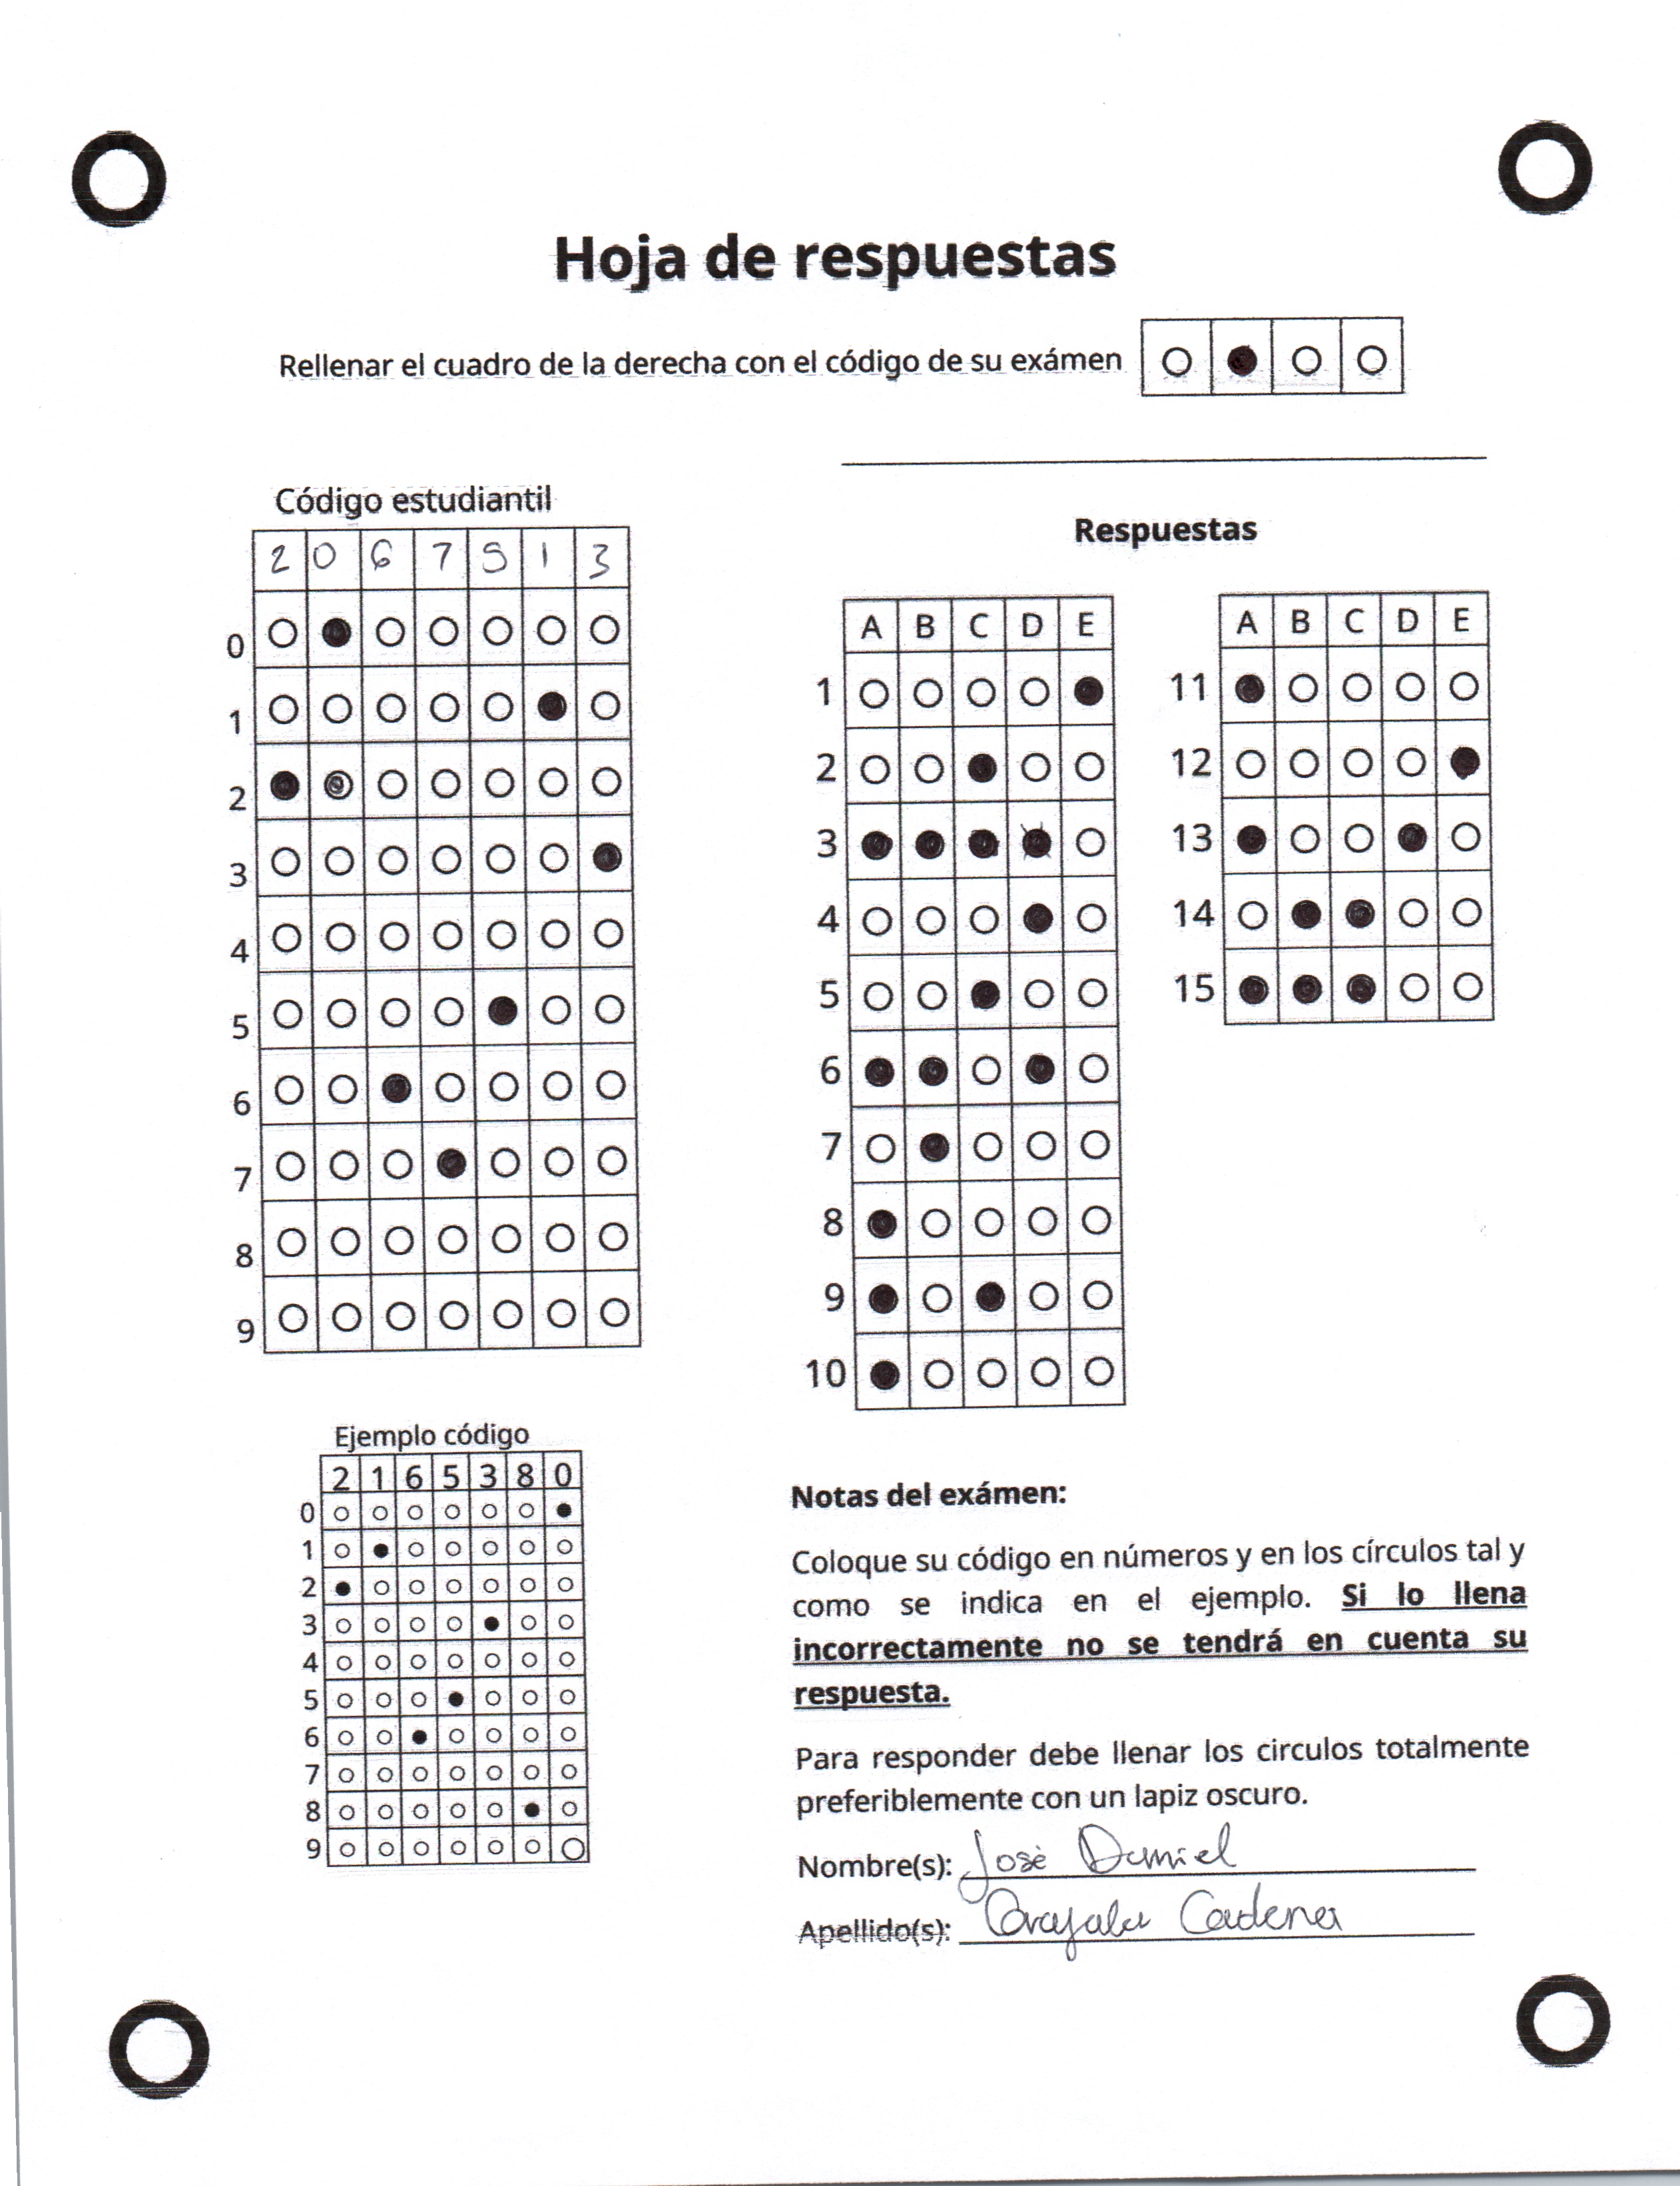 Hoja de respuestas
Rellenar el cuadro de la derecha con el código de su exámen
Código estudiantil
2 0 6 7 5 1 3
0
1
2
3
4
5
6
7
8
9
Respuestas
A B C D E
1
2
3
4
5
6
7
8
9
10
A B C D E
11
12
13
14
15
Ejemplo código
2 1 6 5 3 8 0
0
1
2
3
4
5
6
7
8
9
Notas del exámen:
Coloque su código en números y en los círculos tal y
como se indica en el ejemplo. Si lo llena
incorrectamente no se tendrá en cuenta su
respuesta.
Para responder debe llenar los circulos totalmente
preferiblemente con un lapiz oscuro.
Nombre(s): José Daniel
Apellido(s): Cadena